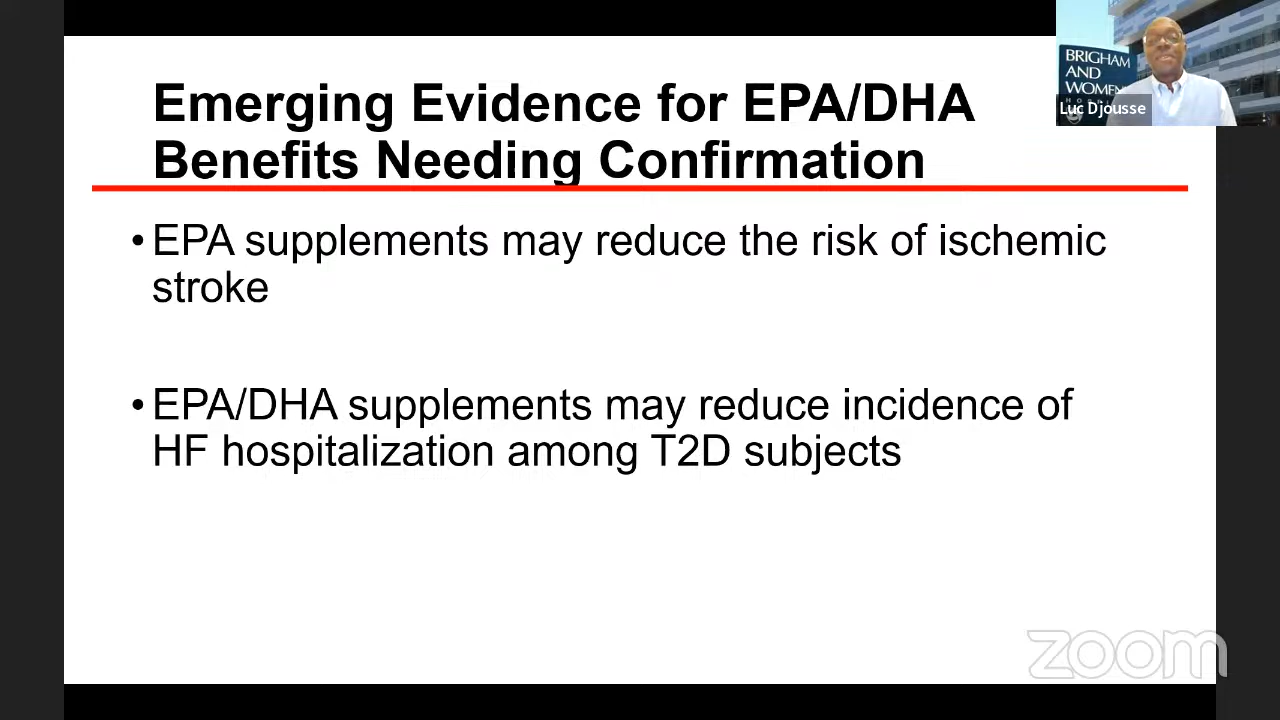 Emerging Evidence for EPA/DHA
Benefits Needing Confirmation
• EPA supplements may reduce the risk of ischemic
stroke
• EPA/DHA supplements may reduce incidence of
HF hospitalization among T2D subjects
BRIGHAM
AND
Luc Djousse
zoom